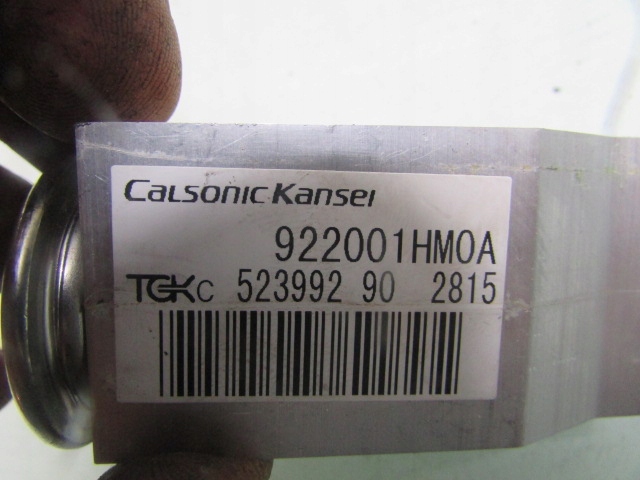 CALSONIC KANSEI
922001HM0A
TGK C 523992 90 2815